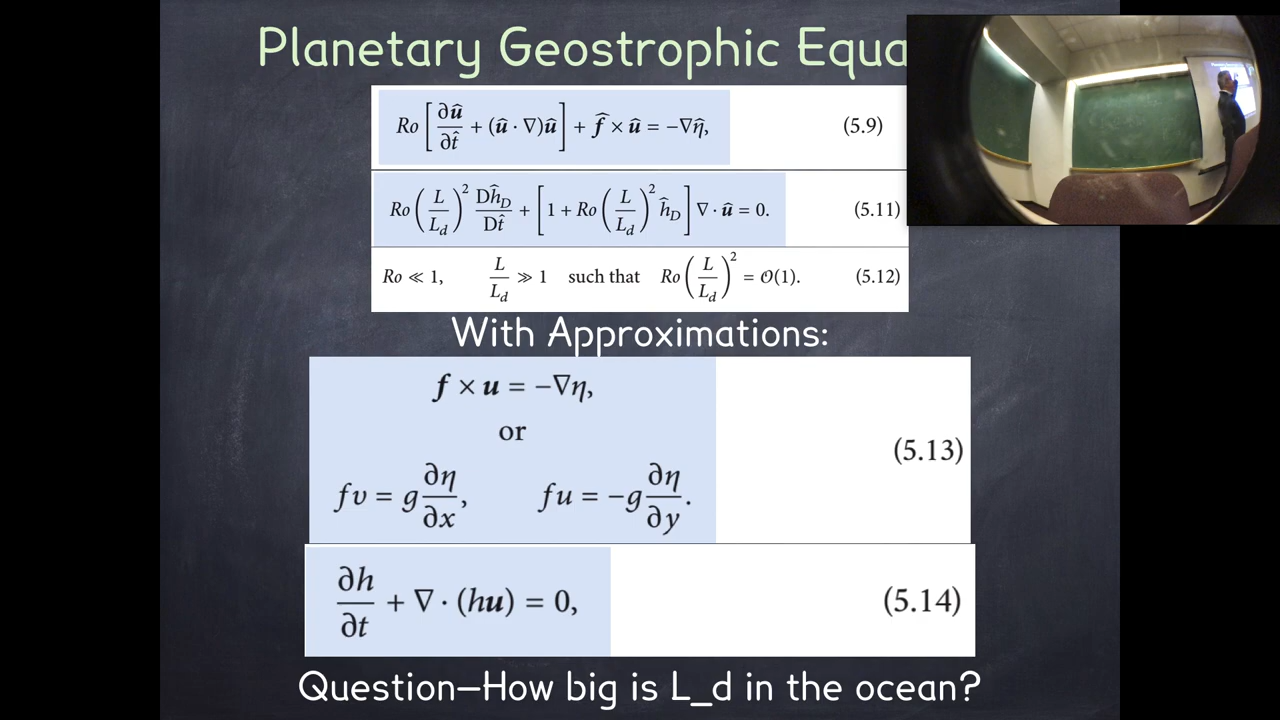 Planetary Geostrophic Equa
Ro [∂û/∂t̂ + (û · ∇)û] + f̂ × û = −∇η̂, (5.9)
Ro (L/L_d)² Dĥ_D/Dt̂ + [1 + Ro (L/L_d)² ĥ_D] ∇ · û = 0. (5.11)
Ro ≪ 1, L/L_d ≫ 1 such that Ro (L/L_d)² = 𝒪(1). (5.12)
With Approximations:
f × u = −∇η,
or
(5.13)
fv = g ∂η/∂x, fu = −g ∂η/∂y.
∂h/∂t + ∇ · (hu) = 0, (5.14)
Question–How big is L_d in the ocean?